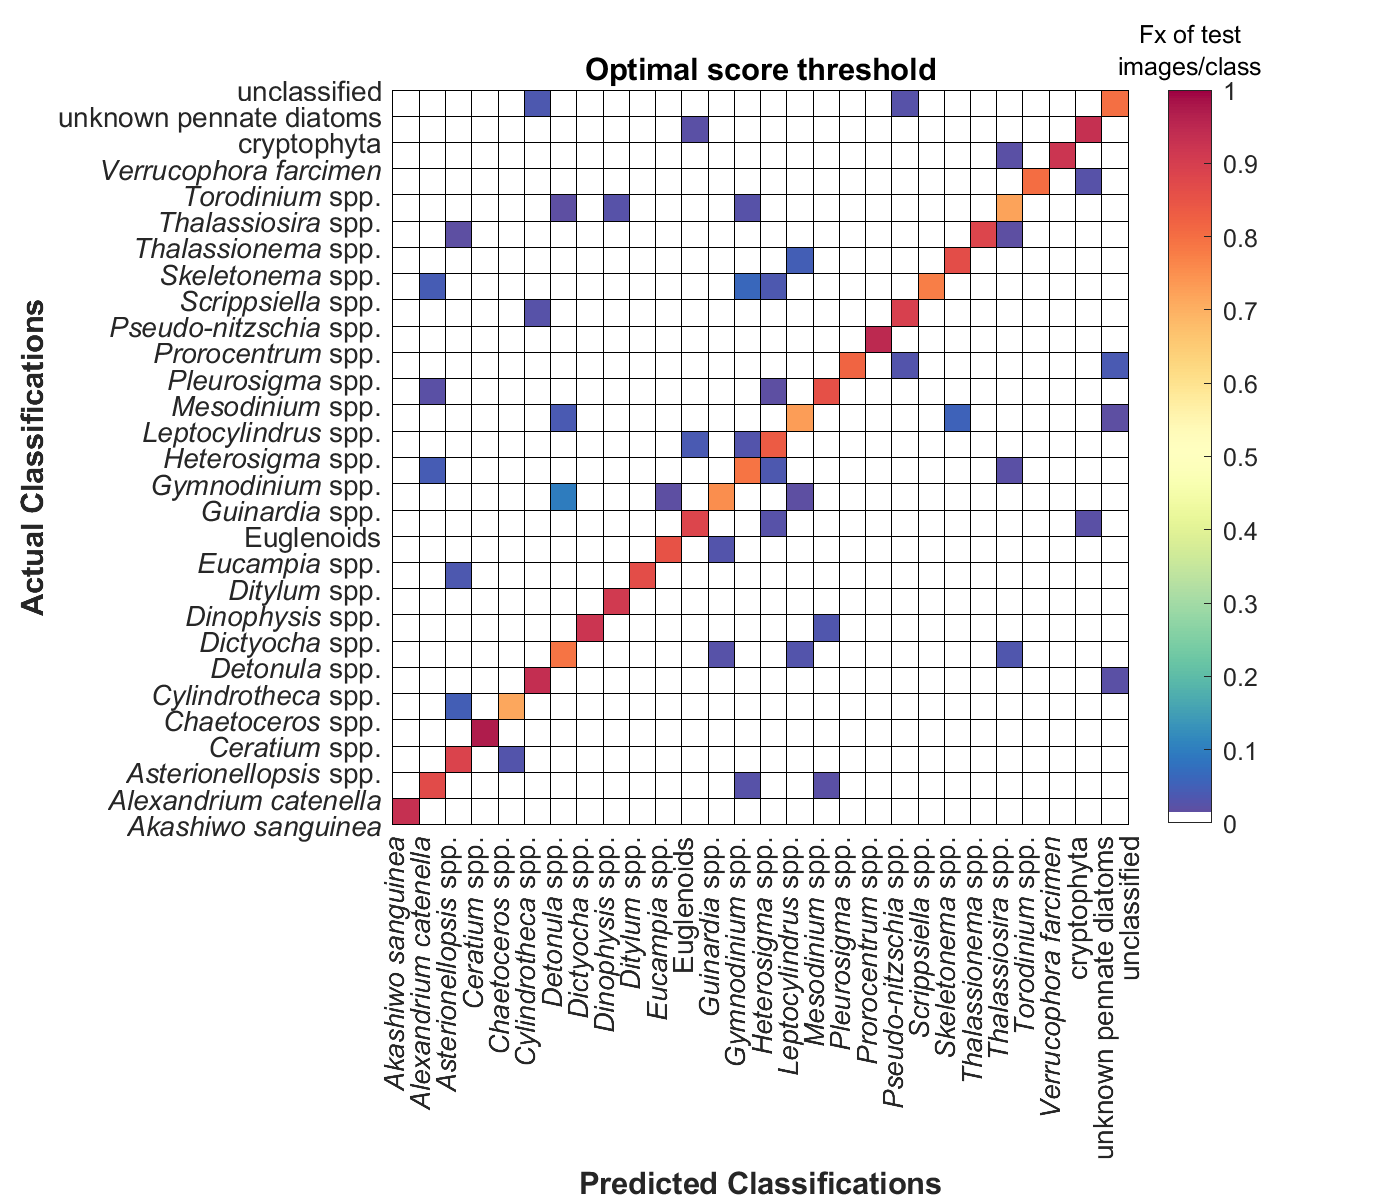 Fx of test
images/class
Optimal score threshold
unclassified
unknown pennate diatoms
cryptophyta
Verrucophora farcimen
Torodinium spp.
Thalassiosira spp.
Thalassionema spp.
Skeletonema spp.
Scrippsiella spp.
Pseudo-nitzschia spp.
Prorocentrum spp.
Pleurosigma spp.
Mesodinium spp.
Leptocylindrus spp.
Heterosigma spp.
Gymnodinium spp.
Guinardia spp.
Euglenoids
Eucampia spp.
Ditylum spp.
Dinophysis spp.
Dictyocha spp.
Detonula spp.
Cylindrotheca spp.
Chaetoceros spp.
Ceratium spp.
Asterionellopsis spp.
Alexandrium catenella
Akashiwo sanguinea
Actual Classifications
1
0.9
0.8
0.7
0.6
0.5
0.4
0.3
0.2
0.1
0
Akashiwo sanguinea
Alexandrium catenella
Asterionellopsis spp.
Ceratium spp.
Chaetoceros spp.
Cylindrotheca spp.
Detonula spp.
Dictyocha spp.
Dinophysis spp.
Ditylum spp.
Eucampia spp.
Euglenoids
Guinardia spp.
Gymnodinium spp.
Heterosigma spp.
Leptocylindrus spp.
Mesodinium spp.
Pleurosigma spp.
Prorocentrum spp.
Pseudo-nitzschia spp.
Scrippsiella spp.
Skeletonema spp.
Thalassionema spp.
Thalassiosira spp.
Torodinium spp.
Verrucophora farcimen
cryptophyta
unknown pennate diatoms
unclassified
Predicted Classifications